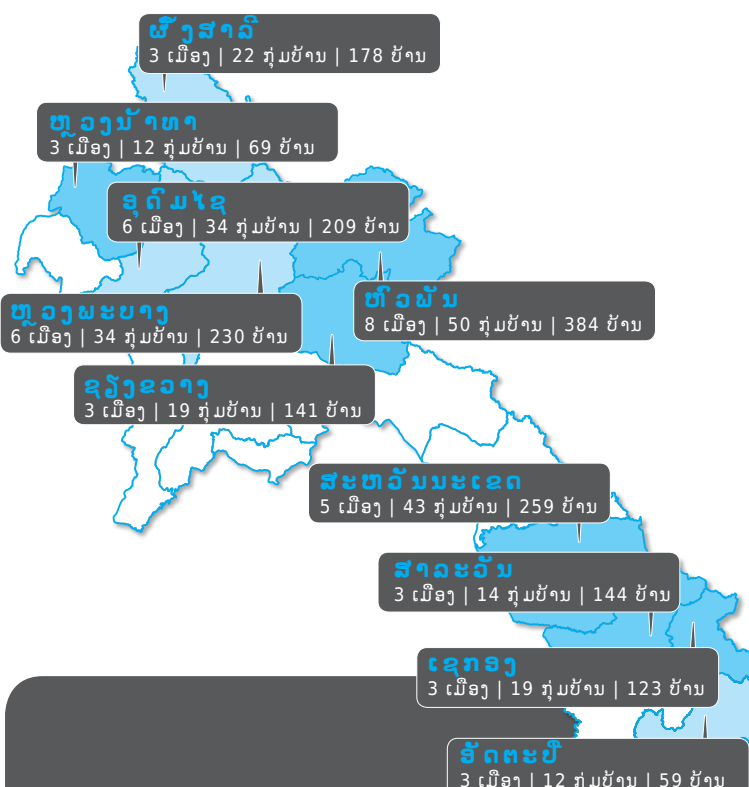 ຜົ້ງສາລີ
3 ເມືອງ | 22 ກຸ່ມບ້ານ | 178 ບ້ານ
ຫຼວງນ້ຳທາ
3 ເມືອງ | 12 ກຸ່ມບ້ານ | 69 ບ້ານ
ອຸດົມໄຊ
6 ເມືອງ | 34 ກຸ່ມບ້ານ | 209 ບ້ານ
ຫຼວງພະບາງ
6 ເມືອງ | 34 ກຸ່ມບ້ານ | 230 ບ້ານ
ຫົວພັນ
8 ເມືອງ | 50 ກຸ່ມບ້ານ | 384 ບ້ານ
ຊຽງຂວາງ
3 ເມືອງ | 19 ກຸ່ມບ້ານ | 141 ບ້ານ
ສະຫວັນນະເຂດ
5 ເມືອງ | 43 ກຸ່ມບ້ານ | 259 ບ້ານ
ສາລະວັນ
3 ເມືອງ | 14 ກຸ່ມບ້ານ | 144 ບ້ານ
ເຊກອງ
3 ເມືອງ | 19 ກຸ່ມບ້ານ | 123 ບ້ານ
ອັດຕະປື
3 ເມືອງ | 12 ກຸ່ມບ້ານ | 59 ບ້ານ